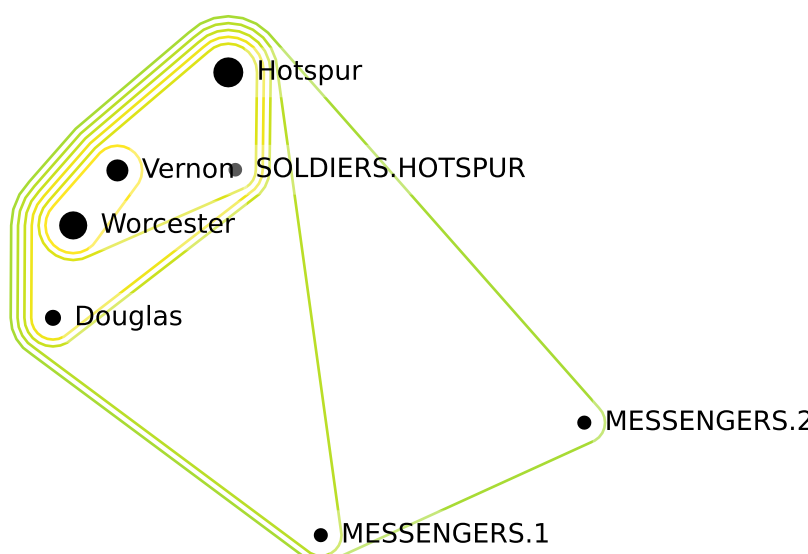 Hotspur
Vernon
SOLDIERS.HOTSPUR
Worcester
Douglas
MESSENGERS.2
MESSENGERS.1